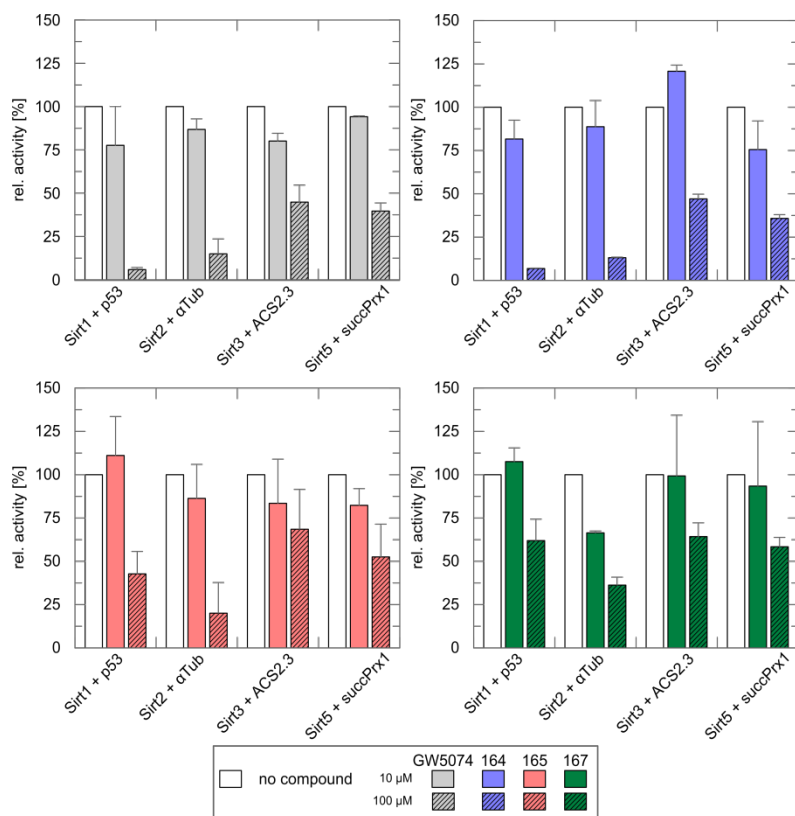 150
125
100
75
50
25
0
rel. activity [%]
Sirt1 + p53
Sirt2 + αTub
Sirt3 + ACS2.3
Sirt5 + succPrx1
150
125
100
75
50
25
0
rel. activity [%]
Sirt1 + p53
Sirt2 + αTub
Sirt3 + ACS2.3
Sirt5 + succPrx1
150
125
100
75
50
25
0
rel. activity [%]
Sirt1 + p53
Sirt2 + αTub
Sirt3 + ACS2.3
Sirt5 + succPrx1
150
125
100
75
50
25
0
rel. activity [%]
Sirt1 + p53
Sirt2 + αTub
Sirt3 + ACS2.3
Sirt5 + succPrx1
GW5074 164 165 167
no compound 10 µM
100 µM